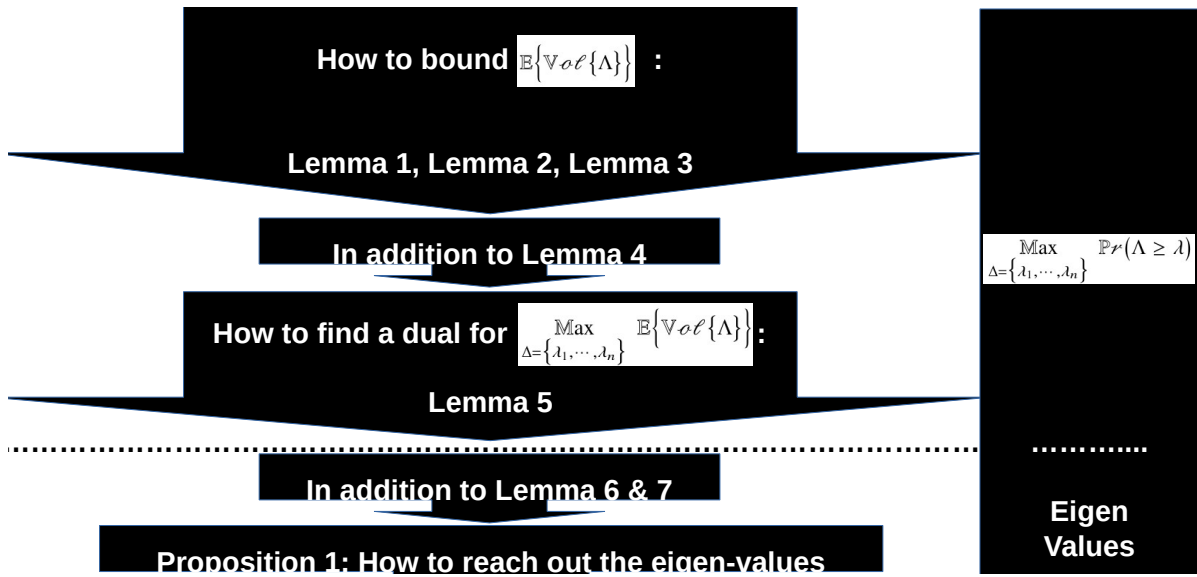 How to bound 𝔼{𝕍ℴℓ{Λ}} :
Lemma 1, Lemma 2, Lemma 3
In addition to Lemma 4
How to find a dual for 𝕄ax 𝔼{𝕍ℴℓ{Λ}}:
Δ={λ₁,⋯,λₙ}
Lemma 5
In addition to Lemma 6 & 7
Proposition 1: How to reach out the eigen-values
𝕄ax ℙ𝓇(Λ ≥ λ)
Δ={λ₁,⋯,λₙ}
…………...
Eigen
Values